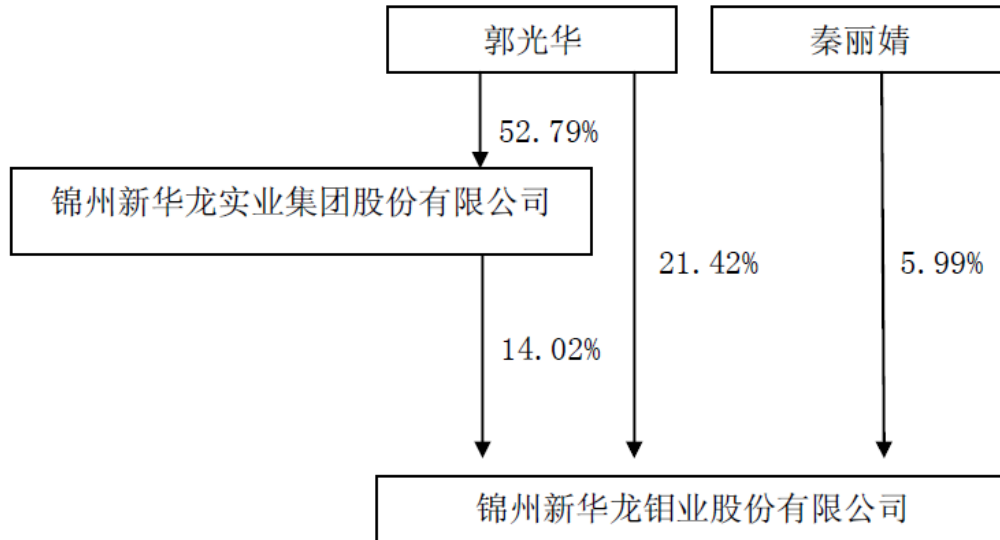 郭光华
秦丽婧
52.79%
锦州新华龙实业集团股份有限公司
21.42%
5.99%
14.02%
锦州新华龙钼业股份有限公司